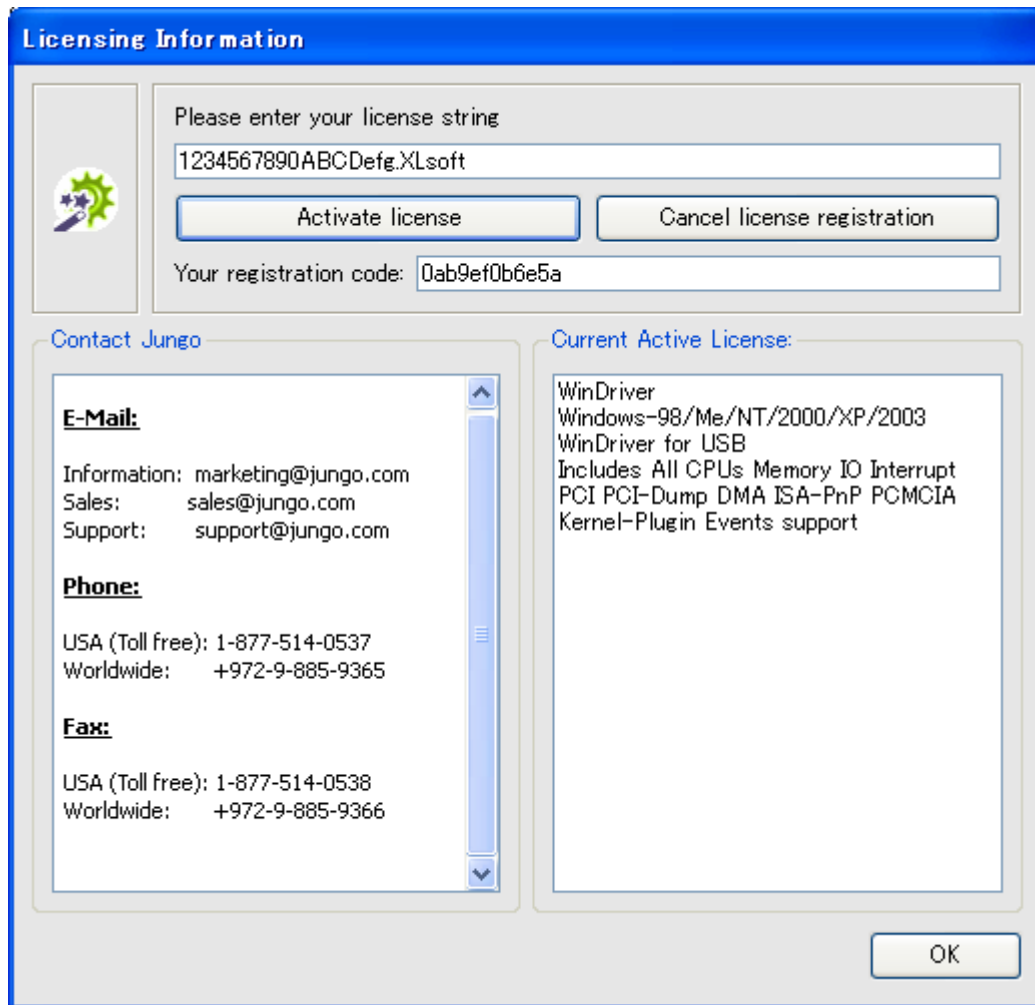 Licensing Information
Please enter your license string
1234567890ABCDefg.XLsoft
Activate license
Cancel license registration
Your registration code: 0ab9ef0b6e5a
Contact Jungo
E-Mail:
Information: marketing@jungo.com
Sales: sales@jungo.com
Support: support@jungo.com
Phone:
USA (Toll free): 1-877-514-0537
Worldwide: +972-9-885-9365
Fax:
USA (Toll free): 1-877-514-0538
Worldwide: +972-9-885-9366
Current Active License:
WinDriver
Windows-98/Me/NT/2000/XP/2003
WinDriver for USB
Includes All CPUs Memory IO Interrupt
PCI PCI-Dump DMA ISA-PnP PCMCIA
Kernel-Plugin Events support
OK